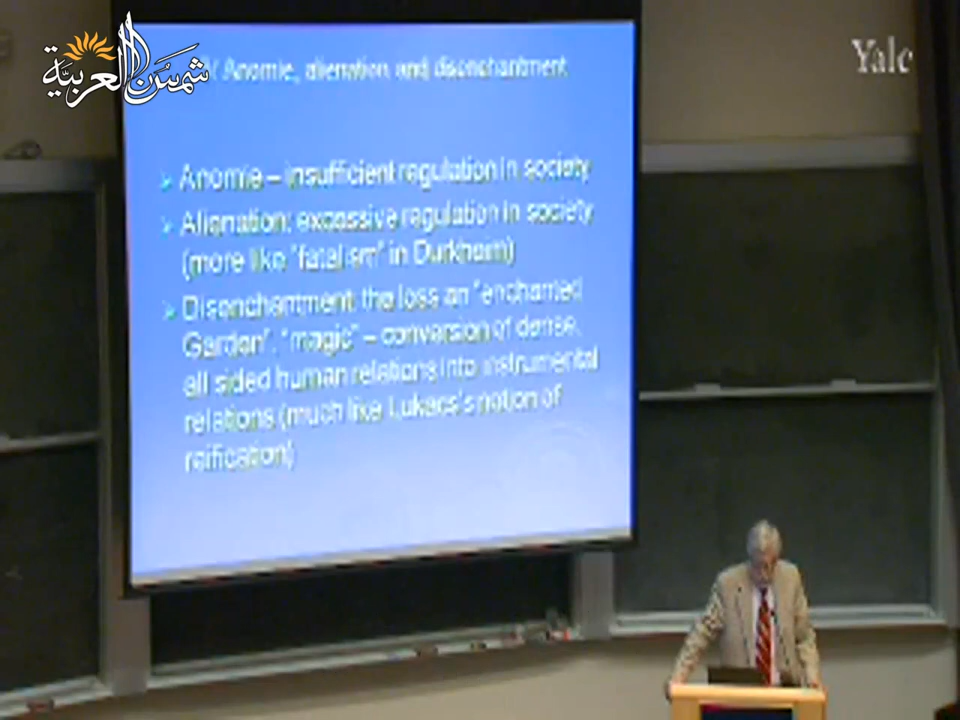 شمس العربية
Yale
/ Anomie, alienation and disenchantment
Anomie – insufficient regulation in society
Alienation: excessive regulation in society
(more like “fatalism” in Durkheim)
Disenchantment: the loss an “enchanted
Garden”, “magic” – conversion of dense,
all sided human relations into instrumental
relations (much like Lukacs’s notion of
reification)